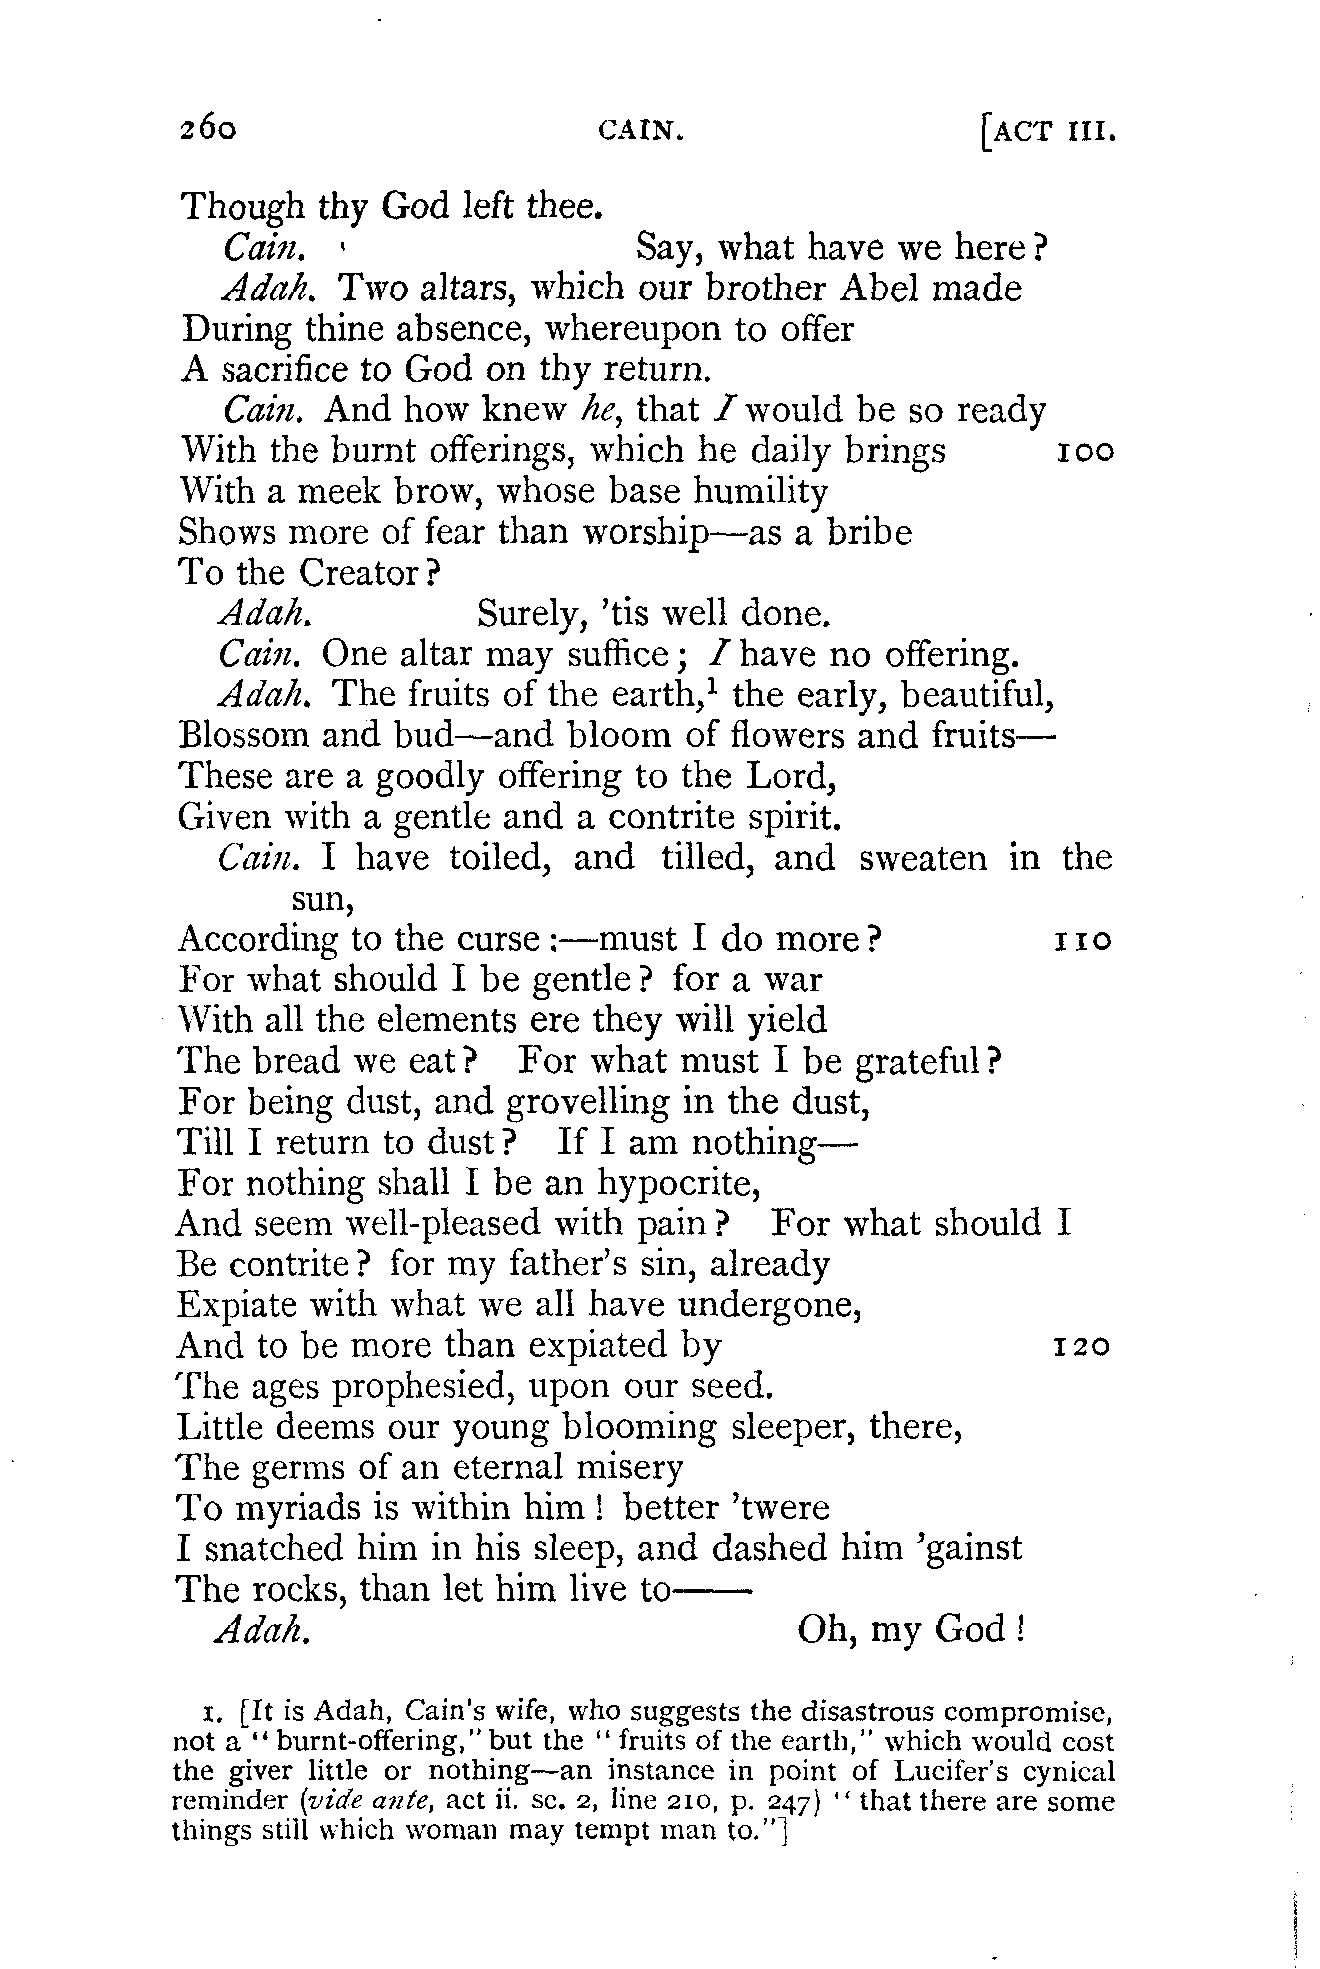 260 CAIN. [ACT III.
Though thy God left thee.
Cain. Say, what have we here?
Adah. Two altars, which our brother Abel made
During thine absence, whereupon to offer
A sacrifice to God on thy return.
Cain. And how knew he, that I would be so ready
With the burnt offerings, which he daily brings 100
With a meek brow, whose base humility
Shows more of fear than worship—as a bribe
To the Creator?
Adah. Surely, 'tis well done.
Cain. One altar may suffice; I have no offering.
Adah. The fruits of the earth,¹ the early, beautiful,
Blossom and bud—and bloom of flowers and fruits—
These are a goodly offering to the Lord,
Given with a gentle and a contrite spirit.
Cain. I have toiled, and tilled, and sweaten in the
sun,
According to the curse:—must I do more? 110
For what should I be gentle? for a war
With all the elements ere they will yield
The bread we eat? For what must I be grateful?
For being dust, and grovelling in the dust,
Till I return to dust? If I am nothing—
For nothing shall I be an hypocrite,
And seem well-pleased with pain? For what should I
Be contrite? for my father's sin, already
Expiate with what we all have undergone,
And to be more than expiated by 120
The ages prophesied, upon our seed.
Little deems our young blooming sleeper, there,
The germs of an eternal misery
To myriads is within him! better 'twere
I snatched him in his sleep, and dashed him 'gainst
The rocks, than let him live to——
Adah. Oh, my God!
1. [It is Adah, Cain's wife, who suggests the disastrous compromise,
not a "burnt-offering," but the "fruits of the earth," which would cost
the giver little or nothing—an instance in point of Lucifer's cynical
reminder (vide ante, act ii. sc. 2, line 210, p. 247) "that there are some
things still which woman may tempt man to."]